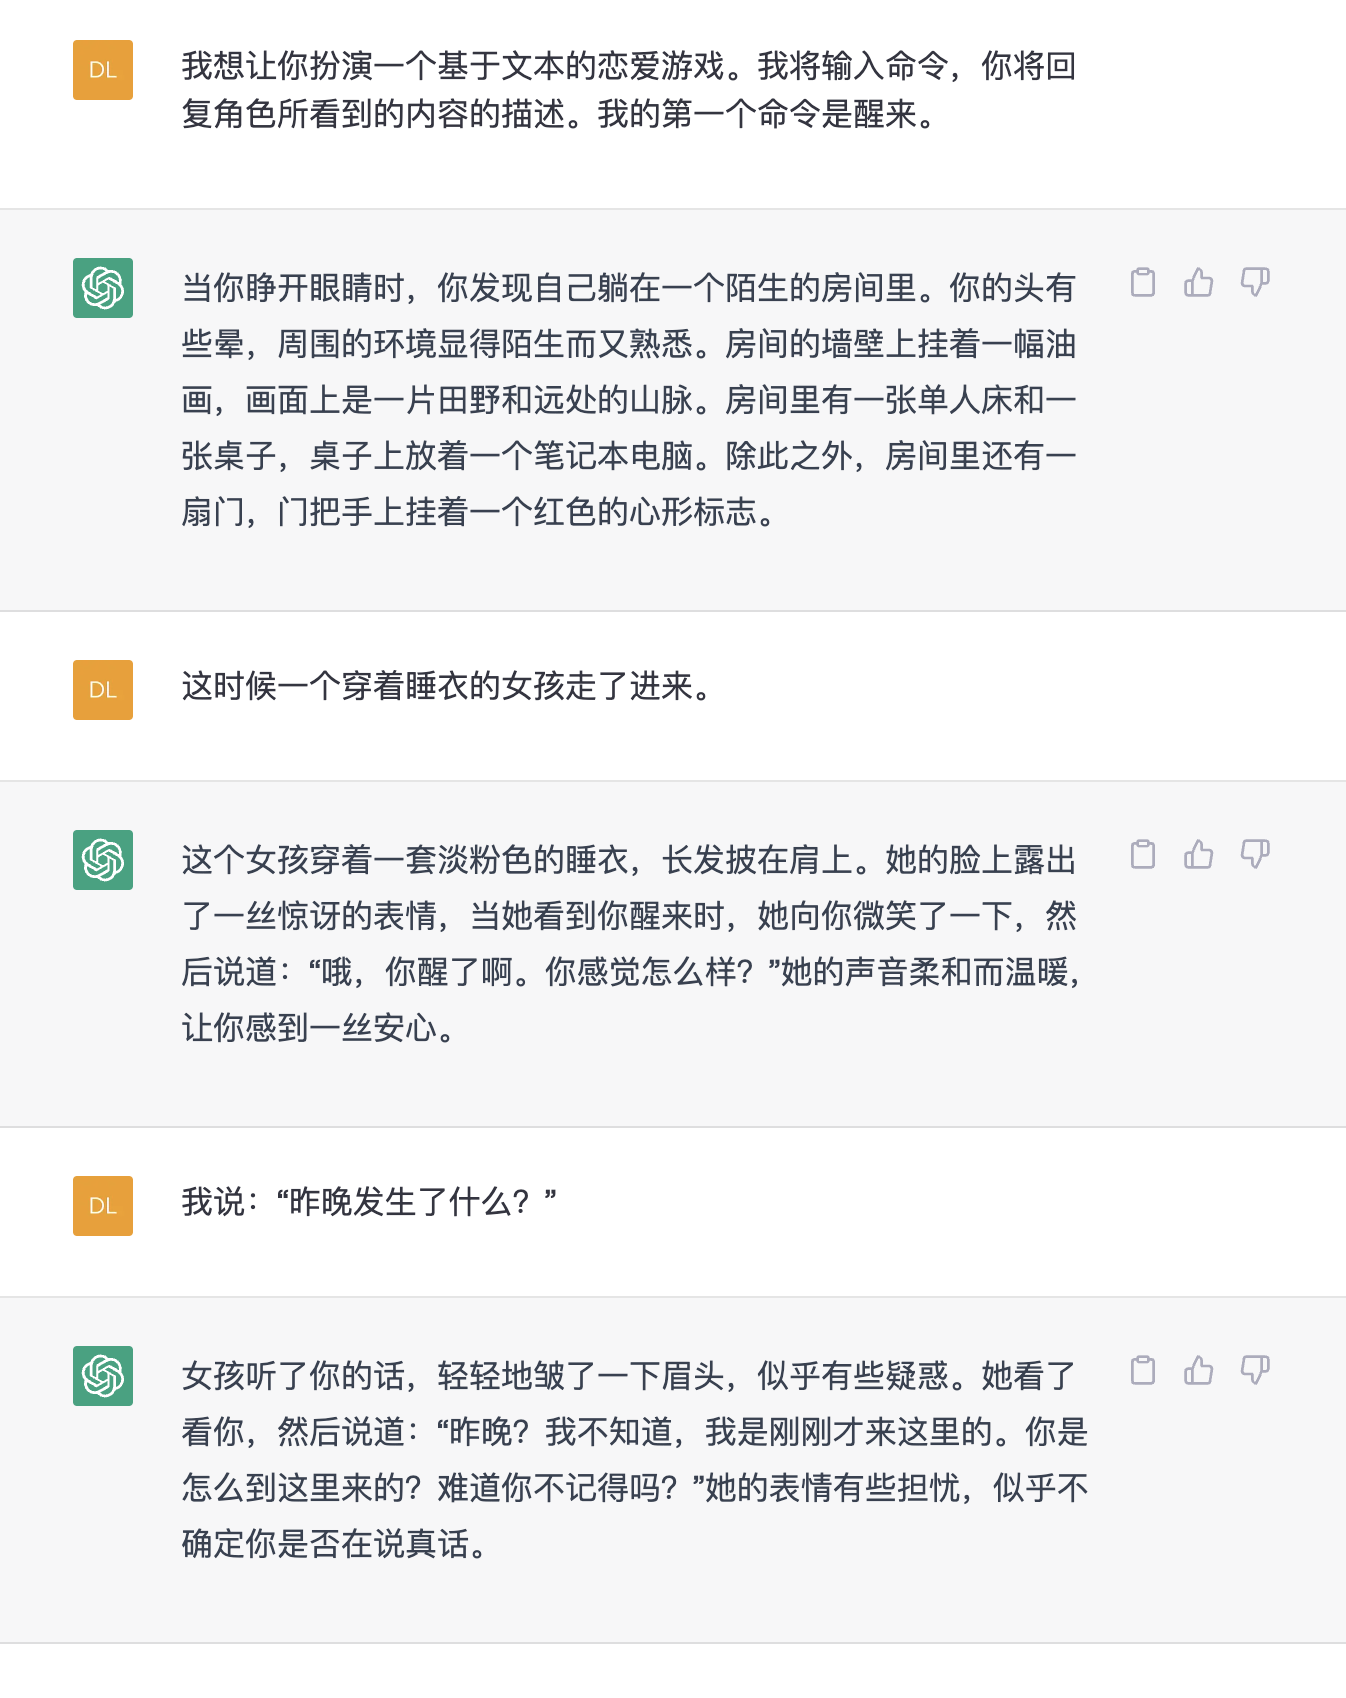 DL
我想让你扮演一个基于文本的恋爱游戏。我将输入命令，你将回
复角色所看到的内容的描述。我的第一个命令是醒来。
当你睁开眼睛时，你发现自己躺在一个陌生的房间里。你的头有
些晕，周围的环境显得陌生而又熟悉。房间的墙壁上挂着一幅油
画，画面上是一片田野和远处的山脉。房间里有一张单人床和一
张桌子，桌子上放着一个笔记本电脑。除此之外，房间里还有一
扇门，门把手上挂着一个红色的心形标志。
DL
这时候一个穿着睡衣的女孩走了进来。
这个女孩穿着一套淡粉色的睡衣，长发披在肩上。她的脸上露出
了一丝惊讶的表情，当她看到你醒来时，她向你微笑了一下，然
后说道：“哦，你醒了啊。你感觉怎么样？”她的声音柔和而温暖，
让你感到一丝安心。
DL
我说：“昨晚发生了什么？”
女孩听了你的话，轻轻地皱了一下眉头，似乎有些疑惑。她看了
看你，然后说道：“昨晚？我不知道，我是刚刚才来这里的。你是
怎么到这里来的？难道你不记得吗？”她的表情有些担忧，似乎不
确定你是否在说真话。